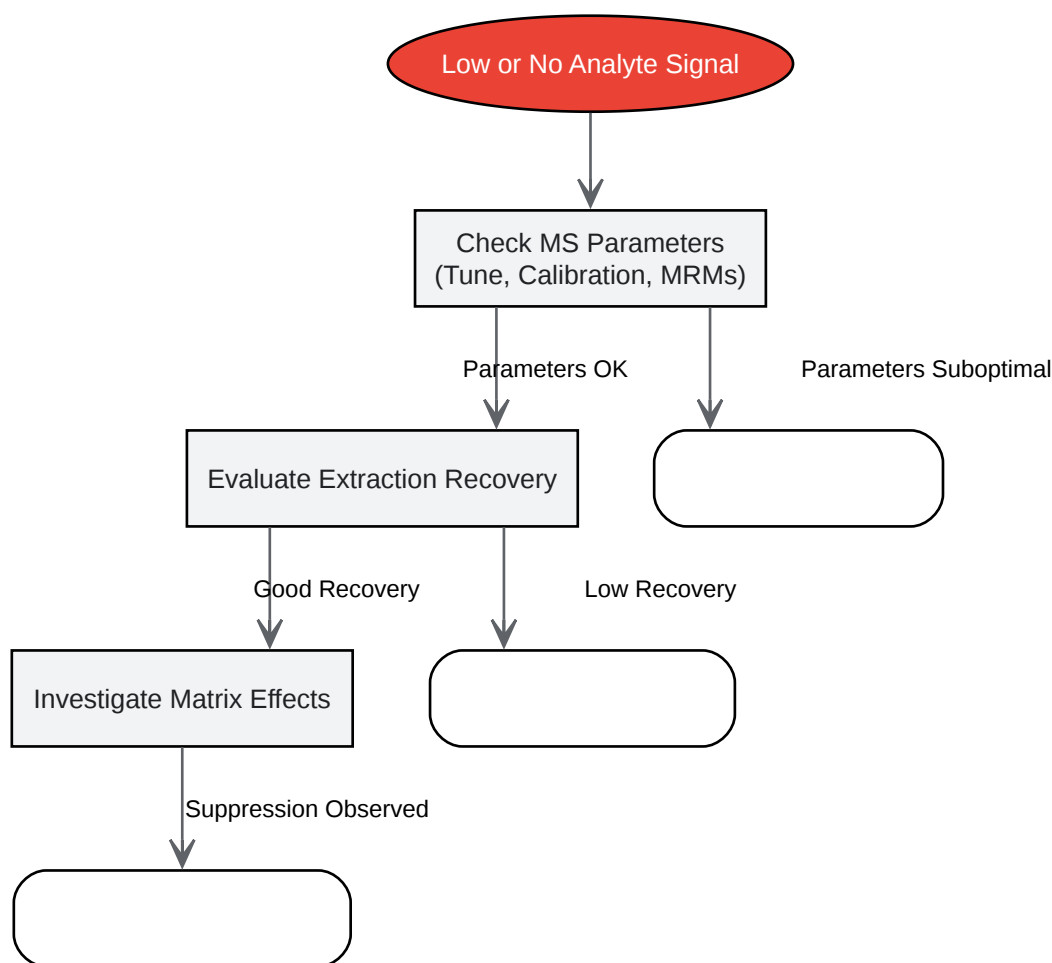 Low or No Analyte Signal
Check MS Parameters
(Tune, Calibration, MRMs)
Parameters OK
Parameters Suboptimal
Evaluate Extraction Recovery
Good Recovery
Low Recovery
Investigate Matrix Effects
Suppression Observed